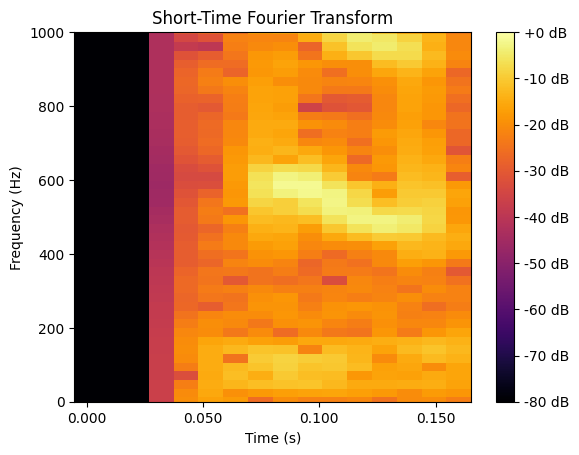 Short-Time Fourier Transform
1000
800
600
400
200
0
Frequency (Hz)
0.000
0.050
0.100
0.150
Time (s)
+0 dB
-10 dB
-20 dB
-30 dB
-40 dB
-50 dB
-60 dB
-70 dB
-80 dB